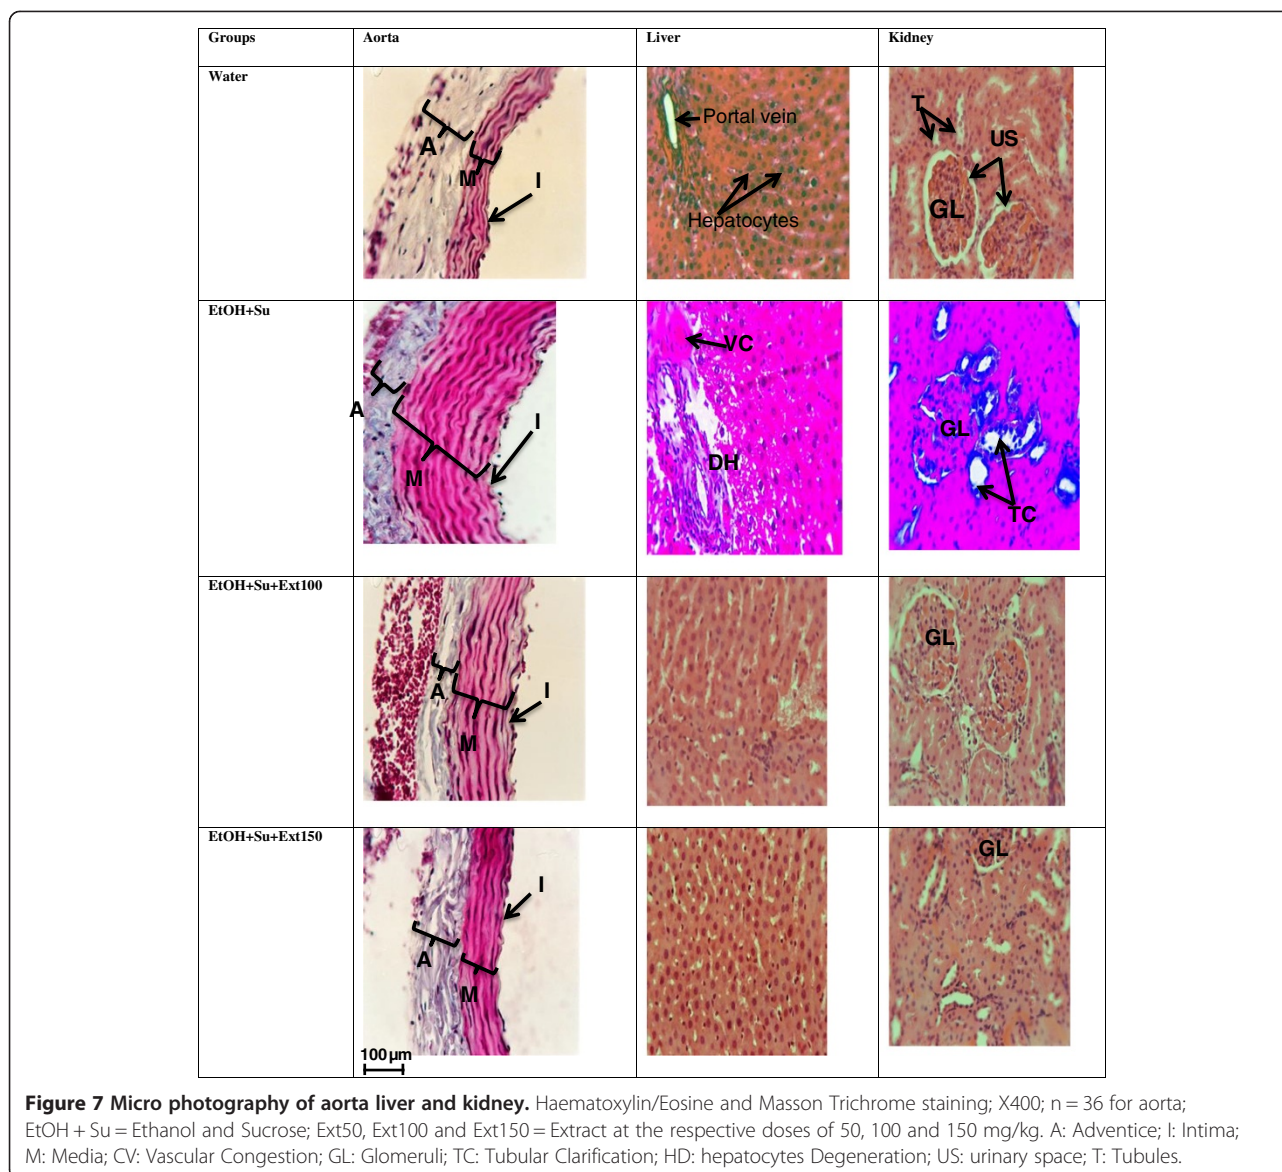 Groups Aorta Liver Kidney
Water
A
M
I
Portal vein
Hepatocytes
T
US
GL
EtOH+Su
A
M
I
VC
DH
GL
TC
EtOH+Su+Ext100
A
M
I
GL
EtOH+Su+Ext150
A
M
I
100 µm
GL
Figure 7 Micro photography of aorta liver and kidney. Haematoxylin/Eosine and Masson Trichrome staining; X400; n = 36 for aorta;
EtOH + Su = Ethanol and Sucrose; Ext50, Ext100 and Ext150 = Extract at the respective doses of 50, 100 and 150 mg/kg. A: Adventice; I: Intima;
M: Media; CV: Vascular Congestion; GL: Glomeruli; TC: Tubular Clarification; HD: hepatocytes Degeneration; US: urinary space; T: Tubules.